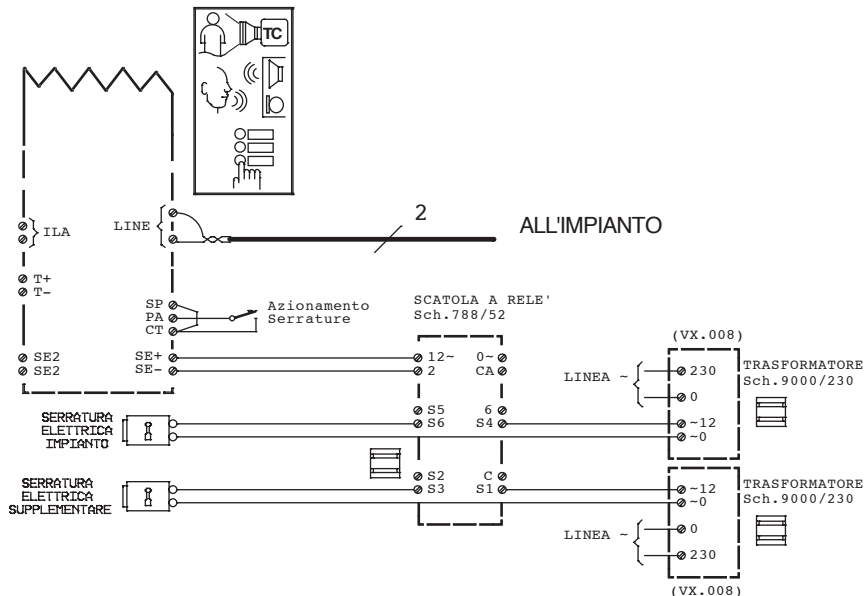 TC
2
ALL'IMPIANTO
LINE
ILA
T+
T-
SP
PA
CT
Azionamento
Serrature
SE2
SE2
SE+
SE-
SCATOLA A RELE'
Sch.788/52
12~
2
0~
CA
S5
S6
6
S4
S2
S3
C
S1
SERRATURA
ELETTRICA
IMPIANTO
SERRATURA
ELETTRICA
SUPPLEMENTARE
(VX.008)
LINEA ~
230
0
~12
~0
TRASFORMATORE
Sch.9000/230
~12
~0
0
230
LINEA ~
TRASFORMATORE
Sch.9000/230
(VX.008)